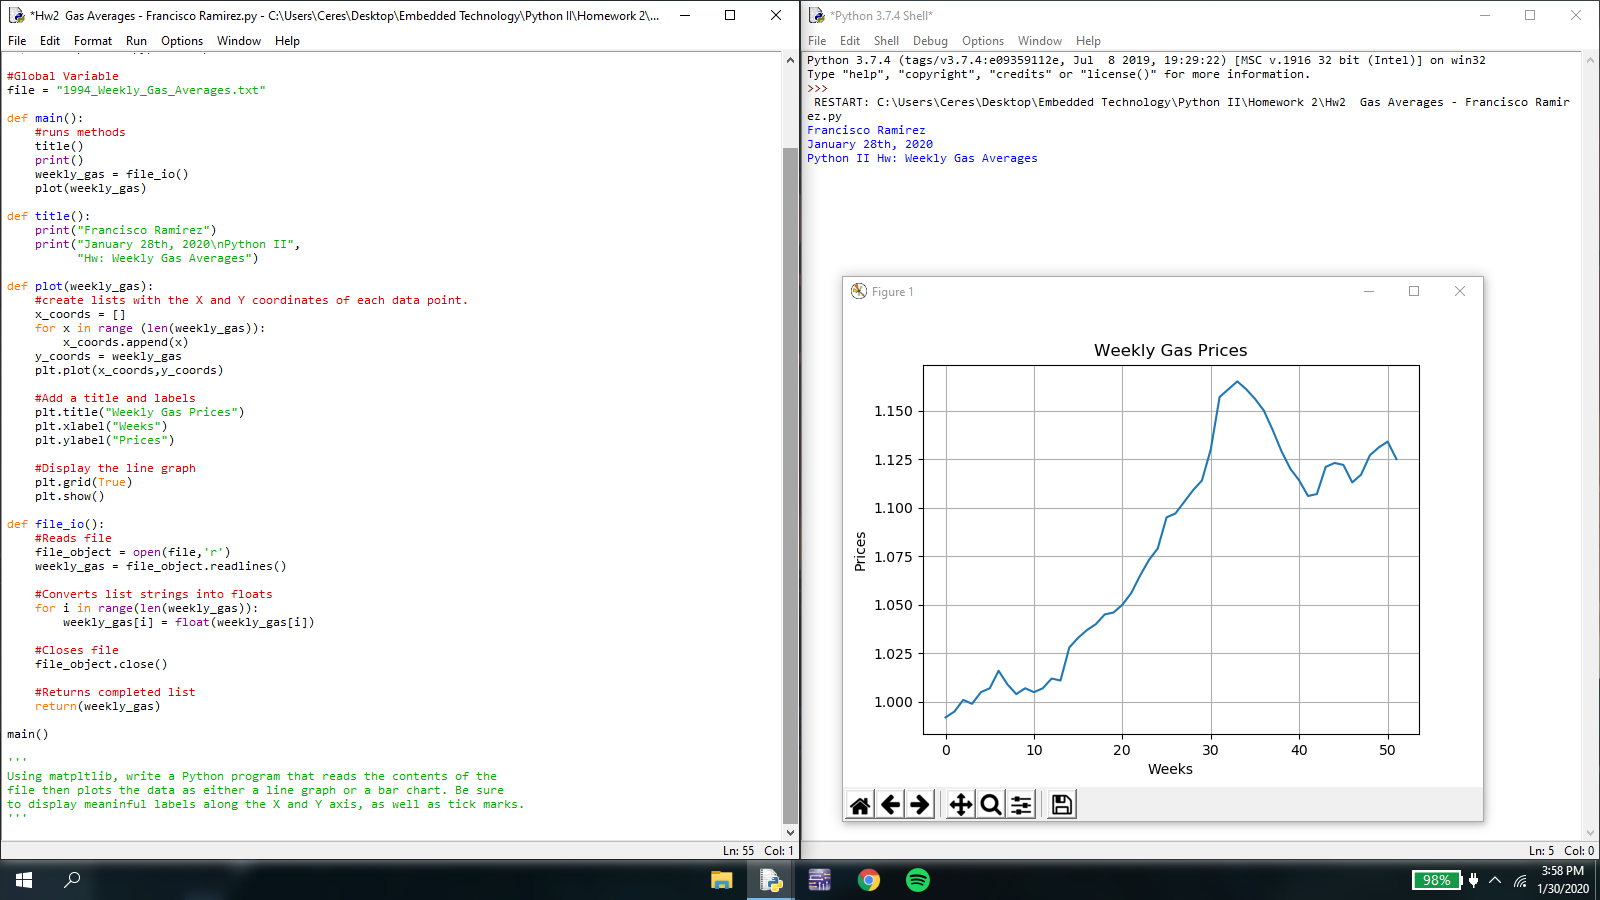 *Hw2  Gas Averages - Francisco Ramirez.py - C:\Users\Ceres\Desktop\Embedded Technology\Python II\Homework 2\...
File Edit Format Run Options Window Help
#Global Variable
file = "1994_Weekly_Gas_Averages.txt"
def main():
    #runs methods
    title()
    print()
    weekly_gas = file_io()
    plot(weekly_gas)
def title():
    print("Francisco Ramirez")
    print("January 28th, 2020\nPython II",
          "Hw: Weekly Gas Averages")
def plot(weekly_gas):
    #create lists with the X and Y coordinates of each data point.
    x_coords = []
    for x in range (len(weekly_gas)):
        x_coords.append(x)
    y_coords = weekly_gas
    plt.plot(x_coords,y_coords)
    #Add a title and labels
    plt.title("Weekly Gas Prices")
    plt.xlabel("Weeks")
    plt.ylabel("Prices")
    #Display the line graph
    plt.grid(True)
    plt.show()
def file_io():
    #Reads file
    file_object = open(file,'r')
    weekly_gas = file_object.readlines()
    #Converts list strings into floats
    for i in range(len(weekly_gas)):
        weekly_gas[i] = float(weekly_gas[i])
    #Closes file
    file_object.close()
    #Returns completed list
    return(weekly_gas)
main()
'''
Using matpltlib, write a Python program that reads the contents of the
file then plots the data as either a line graph or a bar chart. Be sure
to display meaninful labels along the X and Y axis, as well as tick marks.
'''
Ln: 55 Col: 1
*Python 3.7.4 Shell*
File Edit Shell Debug Options Window Help
Python 3.7.4 (tags/v3.7.4:e09359112e, Jul  8 2019, 19:29:22) [MSC v.1916 32 bit (Intel)] on win32
Type "help", "copyright", "credits" or "license()" for more information.
>>>
 RESTART: C:\Users\Ceres\Desktop\Embedded Technology\Python II\Homework 2\Hw2  Gas Averages - Francisco Ramir
ez.py
Francisco Ramirez
January 28th, 2020
Python II Hw: Weekly Gas Averages
Figure 1
Weekly Gas Prices
1.150
1.125
1.100
1.075
1.050
1.025
1.000
Prices
0 10 20 30 40 50
Weeks
Ln: 5 Col: 0
98%
3:58 PM
1/30/2020